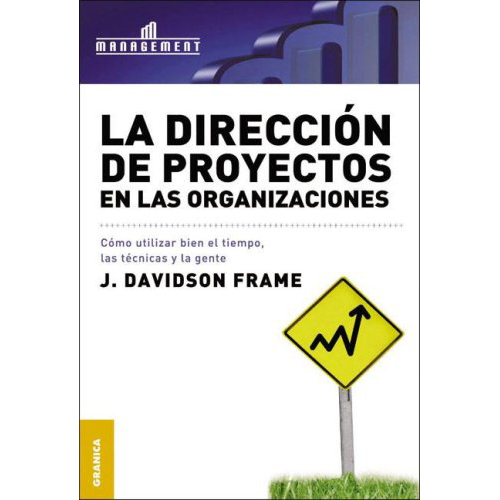 MANAGEMENT
LA DIRECCIÓN
DE PROYECTOS
EN LAS ORGANIZACIONES
Cómo utilizar bien el tiempo,
las técnicas y la gente
J. DAVIDSON FRAME
GRANICA